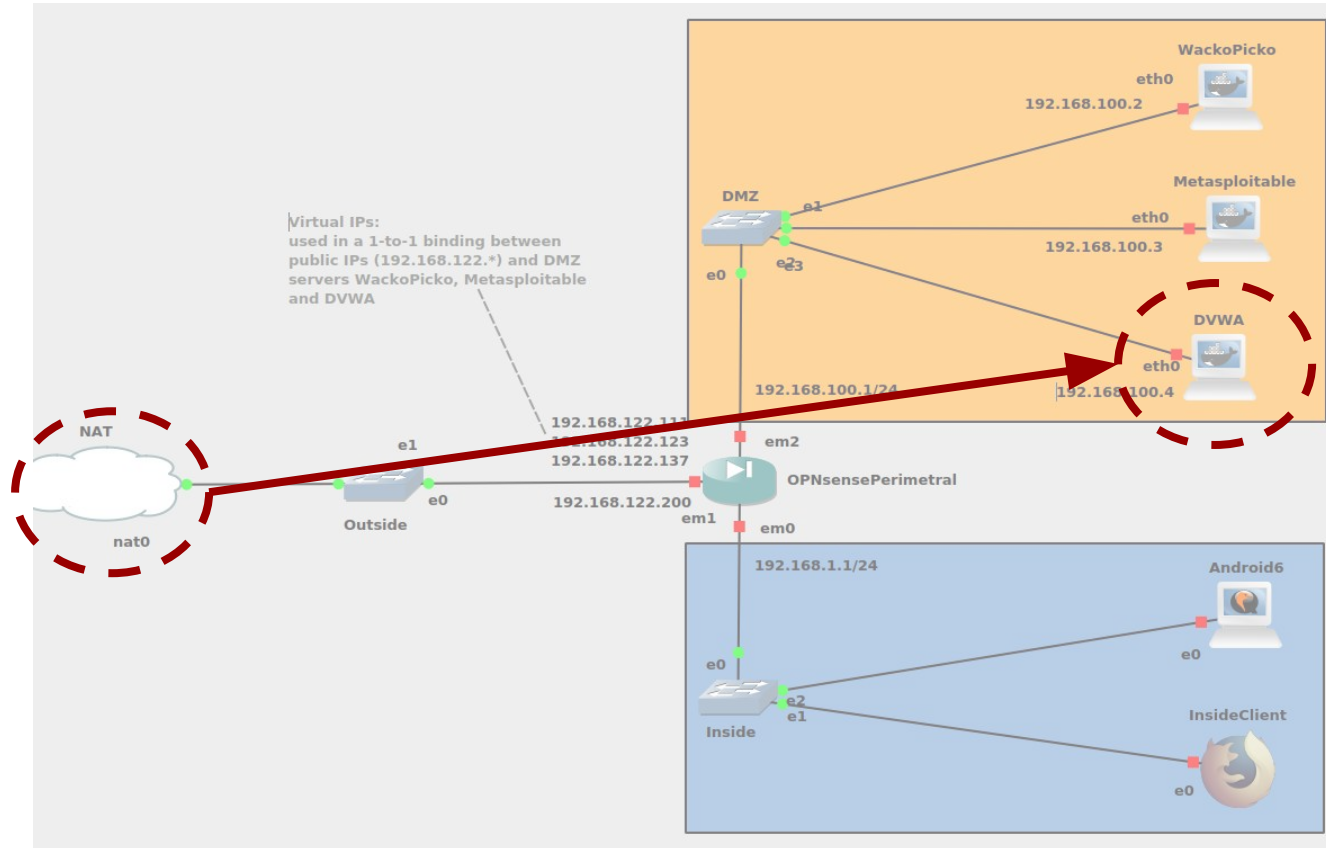 WackoPicko
eth0
192.168.100.2
Metasploitable
eth0
192.168.100.3
DMZ
e1
e2
e3
e0
DVWA
eth0
192.168.100.4
192.168.100.1/24
Virtual IPs:
used in a 1-to-1 binding between
public IPs (192.168.122.*) and DMZ
servers WackoPicko, Metasploitable
and DVWA
192.168.122.111
192.168.122.123
192.168.122.137
192.168.122.200
NAT
nat0
e1
e0
Outside
em2
OPNsensePerimetral
em1
em0
192.168.1.1/24
Android6
e0
e0
e2
e1
Inside
InsideClient
e0